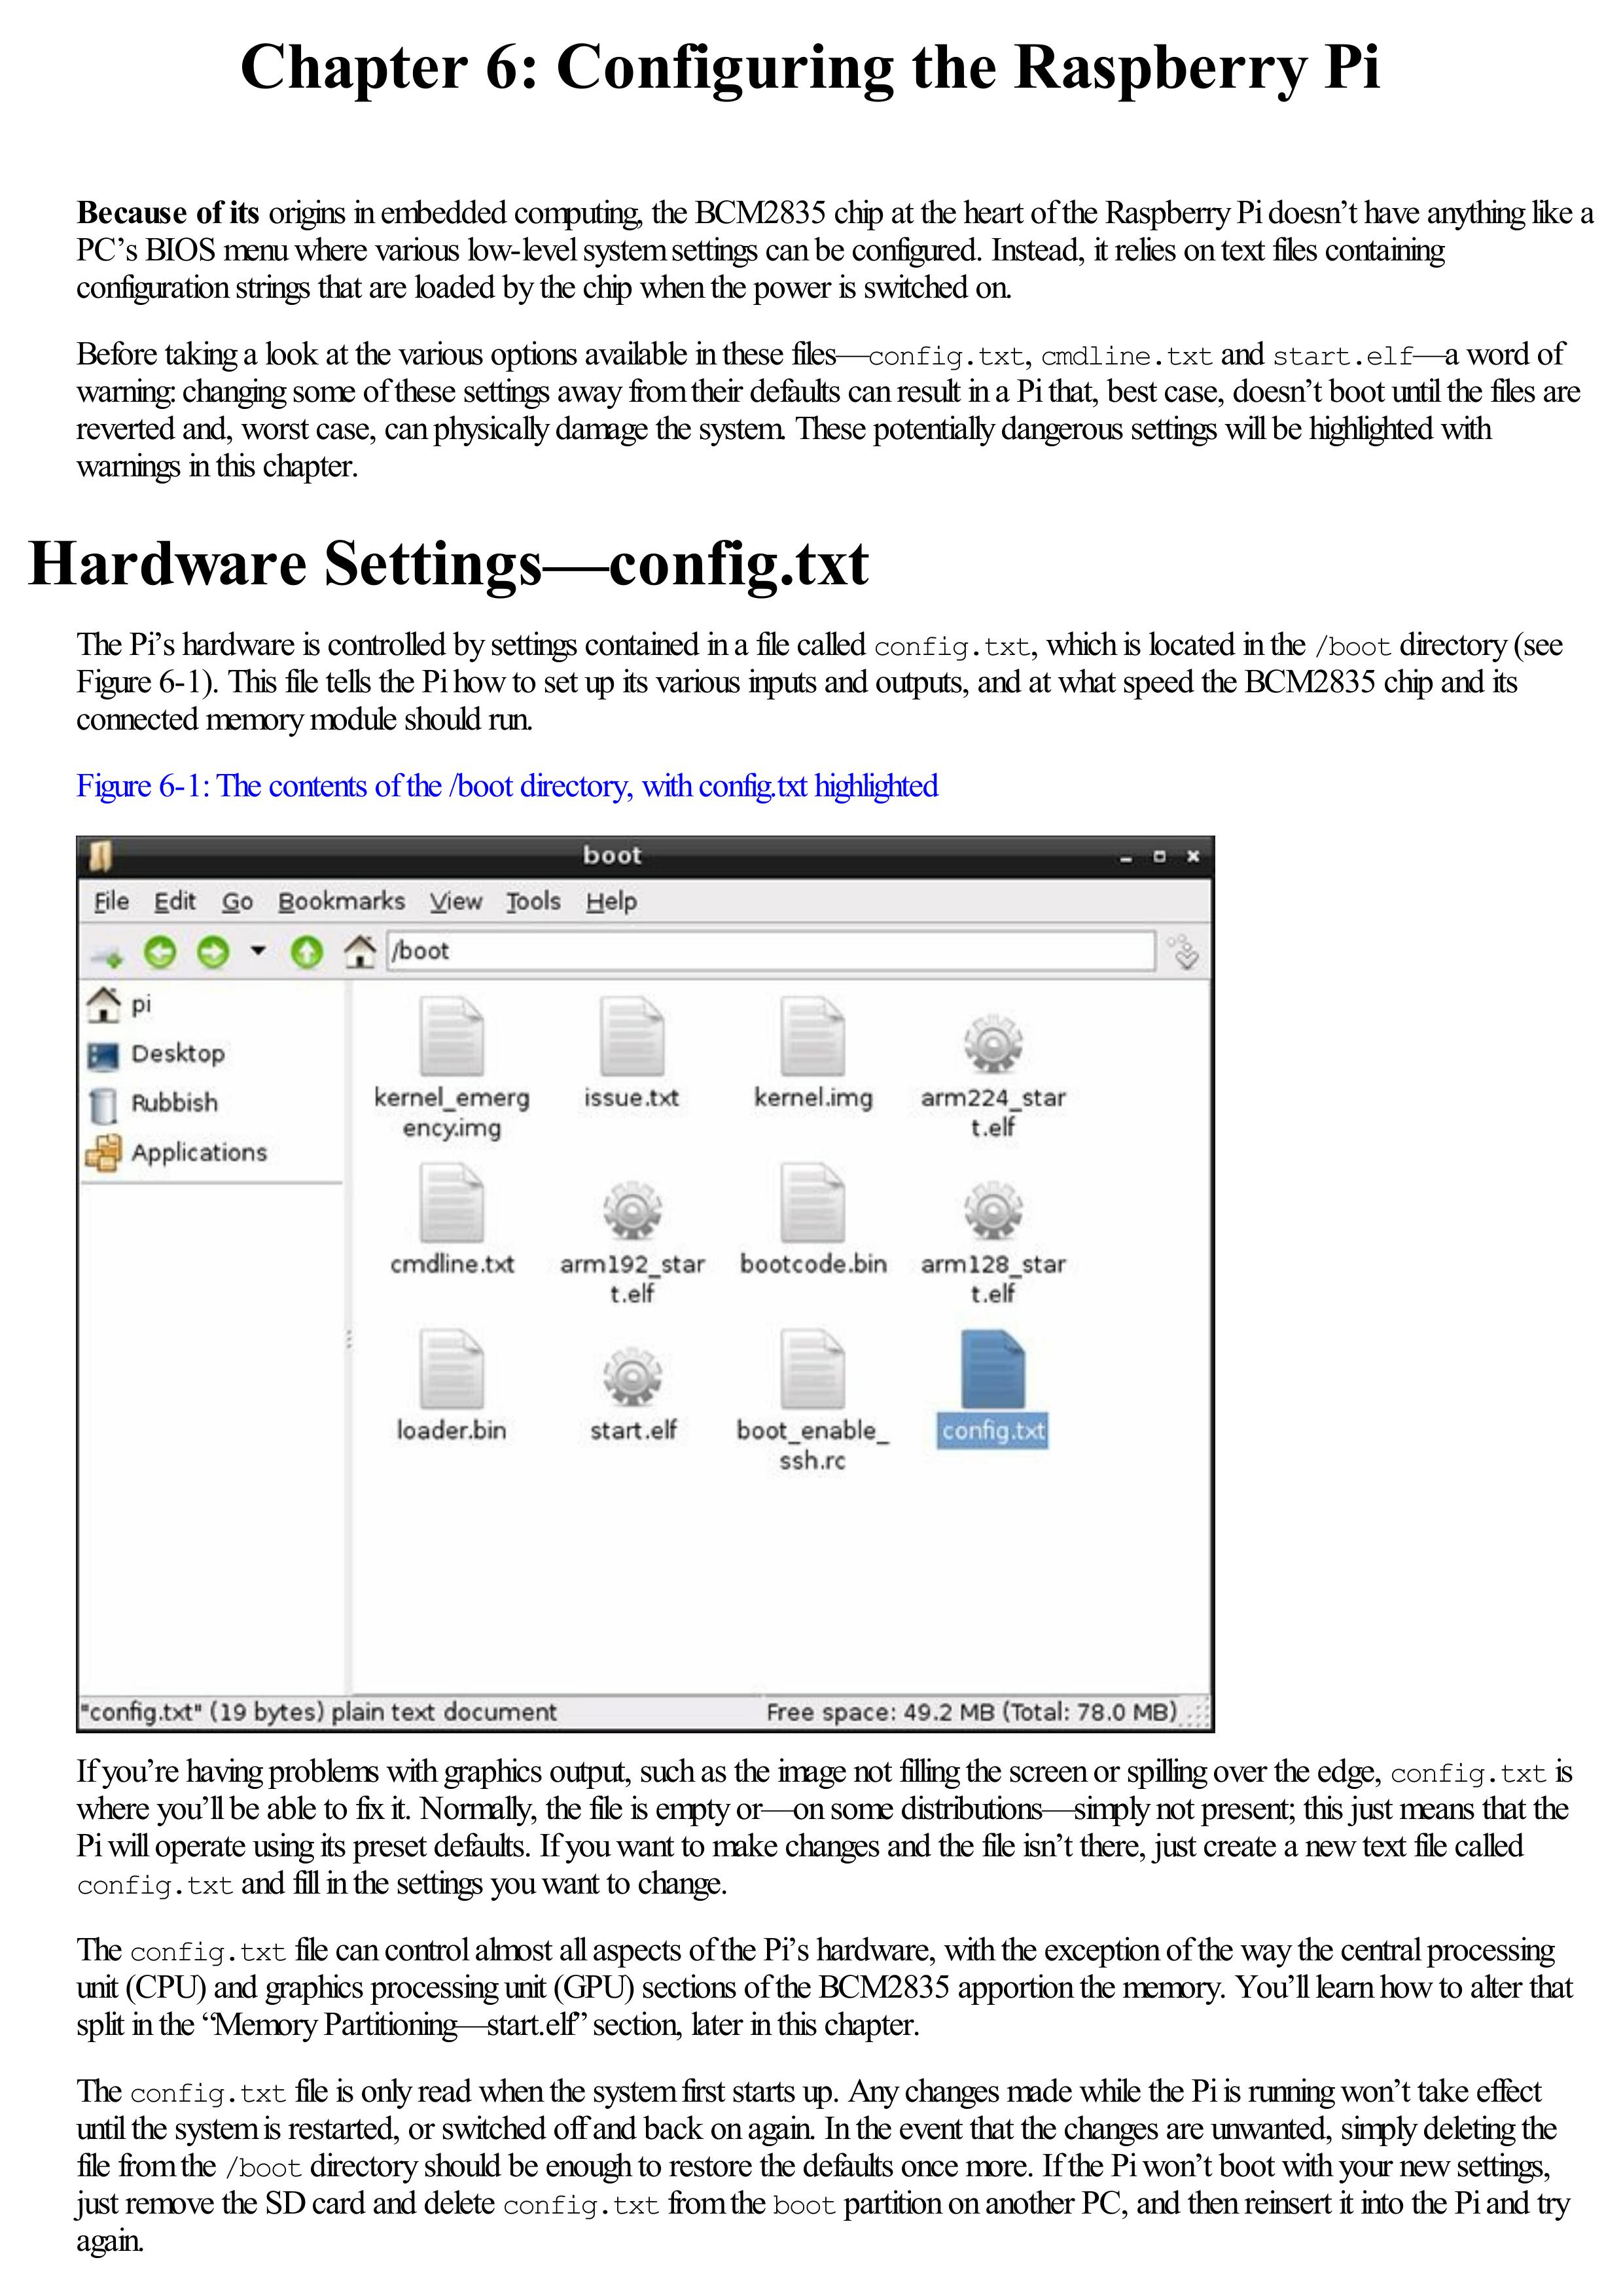 Chapter 6: Configuring the Raspberry Pi
Because of its origins in embedded computing, the BCM2835 chip at the heart of the Raspberry Pi doesn’t have anything like a
PC’s BIOS menu where various low-level system settings can be configured. Instead, it relies on text files containing
configuration strings that are loaded by the chip when the power is switched on.
Before taking a look at the various options available in these files—config.txt, cmdline.txt and start.elf—a word of
warning: changing some of these settings away from their defaults can result in a Pi that, best case, doesn’t boot until the files are
reverted and, worst case, can physically damage the system. These potentially dangerous settings will be highlighted with
warnings in this chapter.
Hardware Settings—config.txt
The Pi’s hardware is controlled by settings contained in a file called config.txt, which is located in the /boot directory (see
Figure 6-1). This file tells the Pi how to set up its various inputs and outputs, and at what speed the BCM2835 chip and its
connected memory module should run.
Figure 6-1: The contents of the /boot directory, with config.txt highlighted
boot
File Edit Go Bookmarks View Tools Help
/boot
pi
Desktop
Rubbish
Applications
kernel_emerg
ency.img
issue.txt
kernel.img
arm224_star
t.elf
cmdline.txt
arm192_star
t.elf
bootcode.bin
arm128_star
t.elf
loader.bin
start.elf
boot_enable_
ssh.rc
config.txt
"config.txt" (19 bytes) plain text document
Free space: 49.2 MB (Total: 78.0 MB)
If you’re having problems with graphics output, such as the image not filling the screen or spilling over the edge, config.txt is
where you’ll be able to fix it. Normally, the file is empty or—on some distributions—simply not present; this just means that the
Pi will operate using its preset defaults. If you want to make changes and the file isn’t there, just create a new text file called
config.txt and fill in the settings you want to change.
The config.txt file can control almost all aspects of the Pi’s hardware, with the exception of the way the central processing
unit (CPU) and graphics processing unit (GPU) sections of the BCM2835 apportion the memory. You’ll learn how to alter that
split in the “Memory Partitioning—start.elf” section, later in this chapter.
The config.txt file is only read when the system first starts up. Any changes made while the Pi is running won’t take effect
until the system is restarted, or switched off and back on again. In the event that the changes are unwanted, simply deleting the
file from the /boot directory should be enough to restore the defaults once more. If the Pi won’t boot with your new settings,
just remove the SD card and delete config.txt from the boot partition on another PC, and then reinsert it into the Pi and try
again.